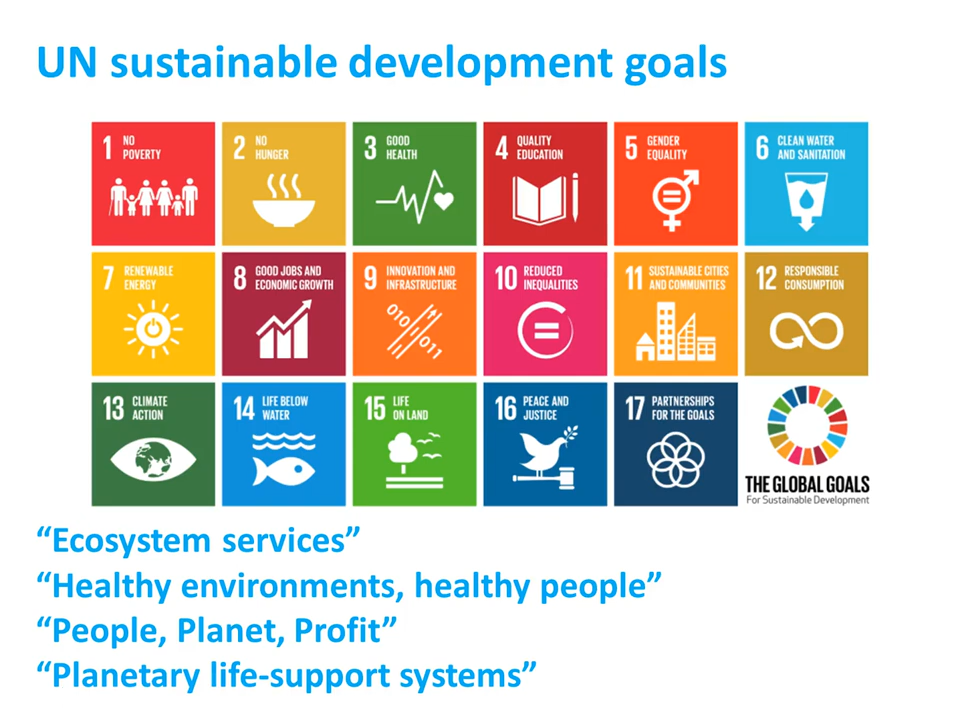 UN sustainable development goals
1 NO POVERTY
2 NO HUNGER
3 GOOD HEALTH
4 QUALITY EDUCATION
5 GENDER EQUALITY
6 CLEAN WATER AND SANITATION
7 RENEWABLE ENERGY
8 GOOD JOBS AND ECONOMIC GROWTH
9 INNOVATION AND INFRASTRUCTURE
010
011
10 REDUCED INEQUALITIES
11 SUSTAINABLE CITIES AND COMMUNITIES
12 RESPONSIBLE CONSUMPTION
13 CLIMATE ACTION
14 LIFE BELOW WATER
15 LIFE ON LAND
16 PEACE AND JUSTICE
17 PARTNERSHIPS FOR THE GOALS
THE GLOBAL GOALS
For Sustainable Development
“Ecosystem services”
“Healthy environments, healthy people”
“People, Planet, Profit”
“Planetary life-support systems”